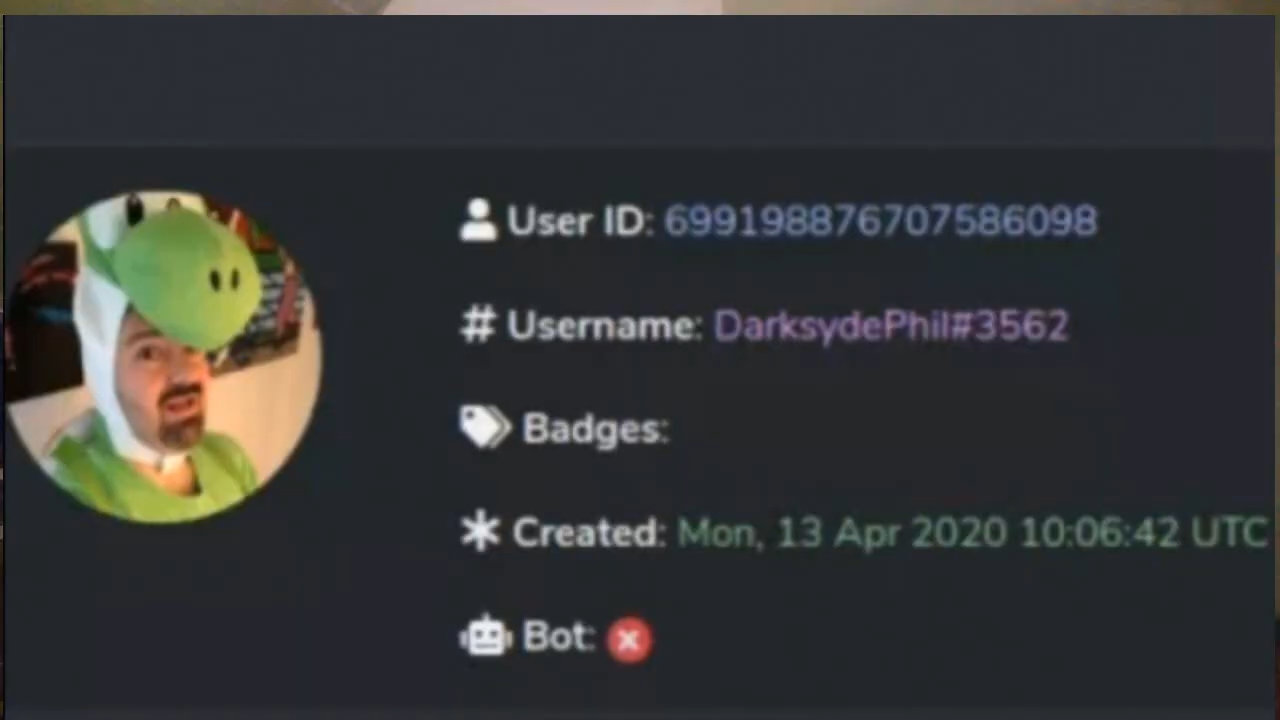 User ID: 699198876707586098
# Username: DarksydePhil#3562
Badges:
Created: Mon, 13 Apr 2020 10:06:42 UTC
Bot: